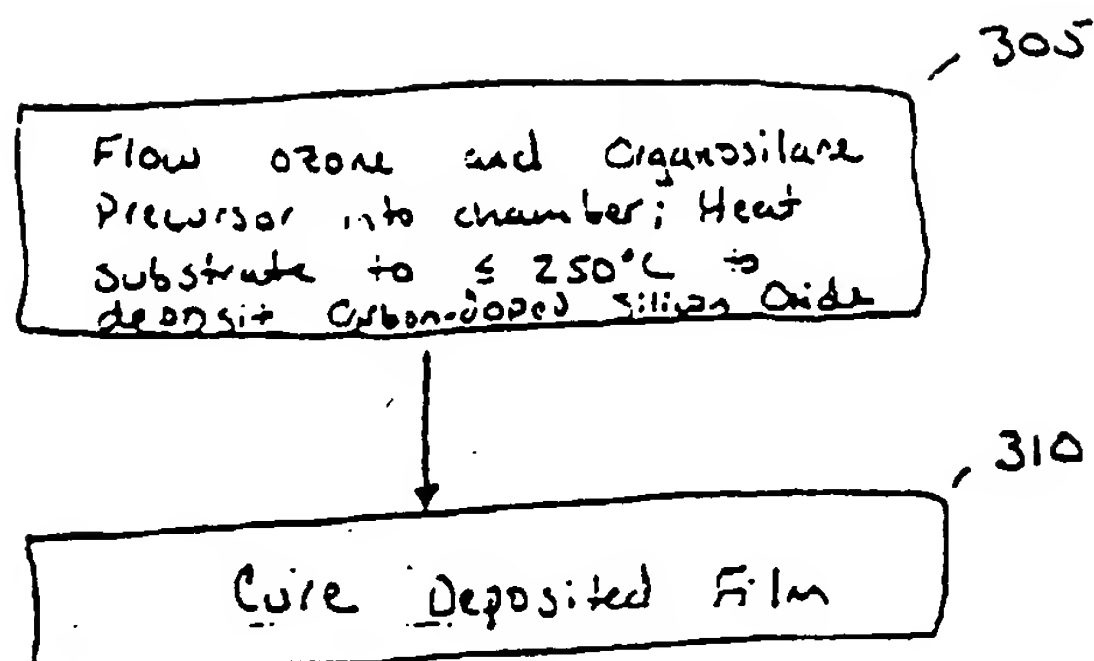 305
Flow ozone and Organosilane
Precursor into chamber; Heat
substrate to ≤ 250°C to
deposit Carbon-doped Silicon Oxide
310
Cure Deposited Film